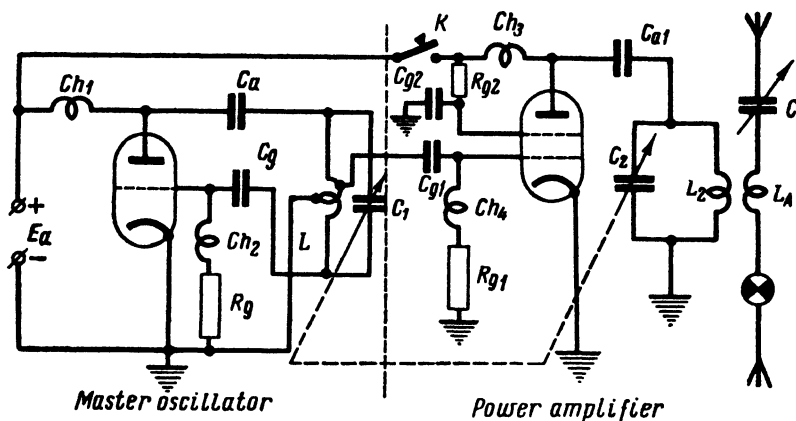 K
Ch3
Ca1
Ch1
Ca
Cg2
Rg2
C
Cg
C2
Cg1
L2
LA
Ea
+
−
Ch2
L
C1
Ch4
Rg
Rg1
Master oscillator
Power amplifier